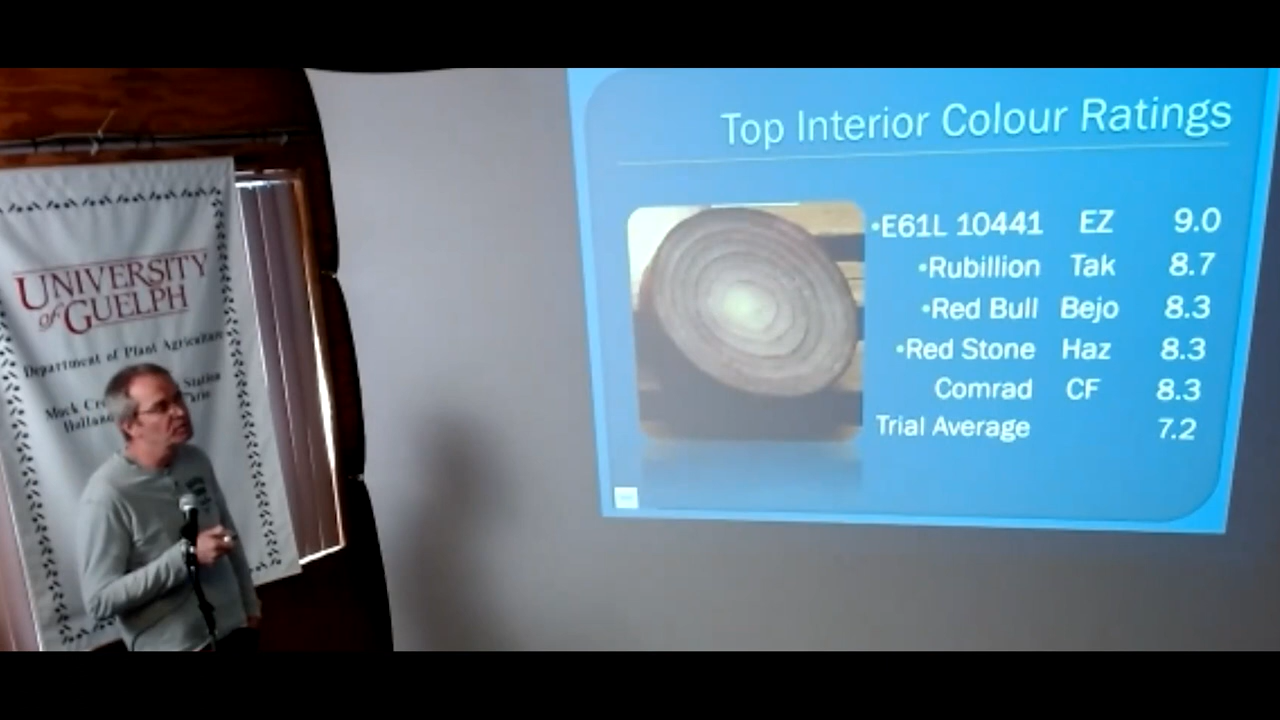 UNIVERSITY
of GUELPH
Department of Plant Agriculture
Muck Station
Top Interior Colour Ratings
•E61L 10441 EZ 9.0
•Rubillion Tak 8.7
•Red Bull Bejo 8.3
•Red Stone Haz 8.3
Comrad CF 8.3
Trial Average 7.2